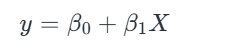 y = β₀ + β₁X